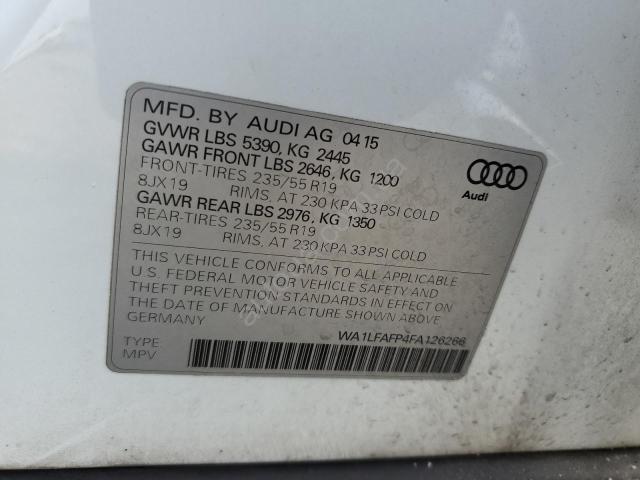 MFD. BY AUDI AG 04 15
GVWR LBS 5390, KG 2445
GAWR FRONT LBS 2646, KG 1200
FRONT-TIRES 235/55 R19
8JX19 RIMS, AT 230 KPA 33 PSI COLD
GAWR REAR LBS 2976, KG 1350
REAR-TIRES 235/55 R19
8JX19 RIMS, AT 230 KPA 33 PSI COLD
THIS VEHICLE CONFORMS TO ALL APPLICABLE
U.S. FEDERAL MOTOR VEHICLE SAFETY AND
THEFT PREVENTION STANDARDS IN EFFECT ON
THE DATE OF MANUFACTURE SHOWN ABOVE
GERMANY
TYPE:
MPV
WA1LFAFP4FA126266
Audi